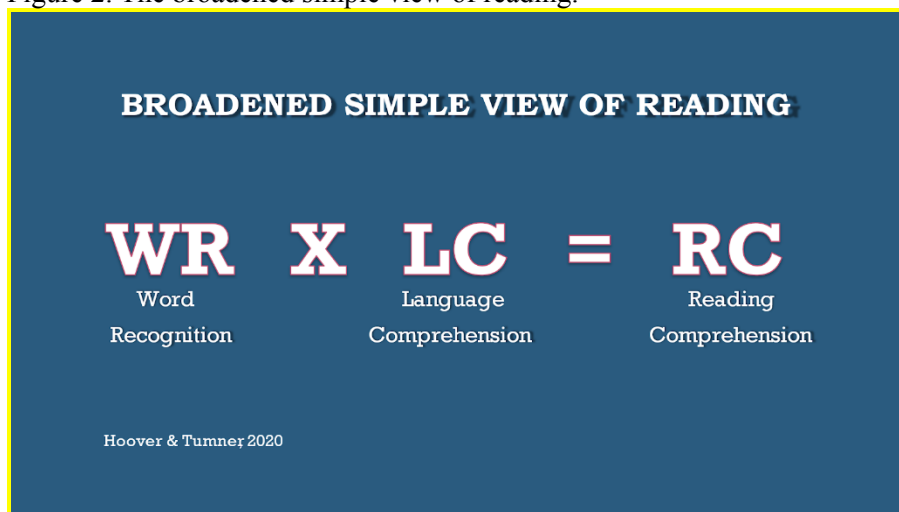 Figure 2: The broadened simple view of reading.
BROADENED SIMPLE VIEW OF READING
WR X LC = RC
Word Language Reading
Recognition Comprehension Comprehension
Hoover & Tumner, 2020